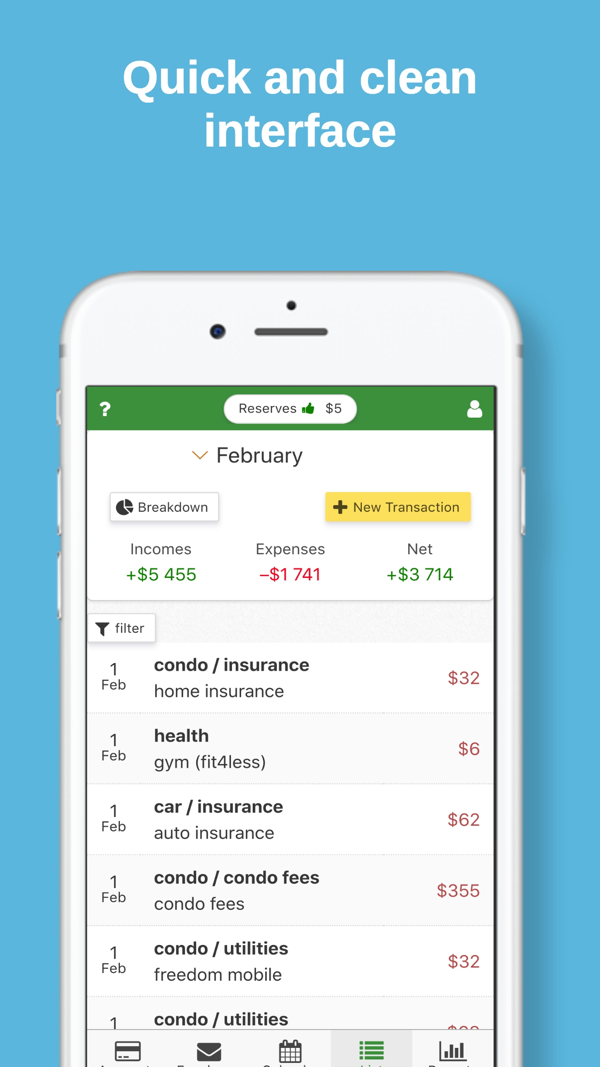 Quick and clean
interface
?
Reserves $5
February
Breakdown
New Transaction
Incomes Expenses Net
+$5 455 –$1 741 +$3 714
filter
1
Feb
condo / insurance
home insurance
$32
1
Feb
health
gym (fit4less)
$6
1
Feb
car / insurance
auto insurance
$62
1
Feb
condo / condo fees
condo fees
$355
1
Feb
condo / utilities
freedom mobile
$32
1
condo / utilities